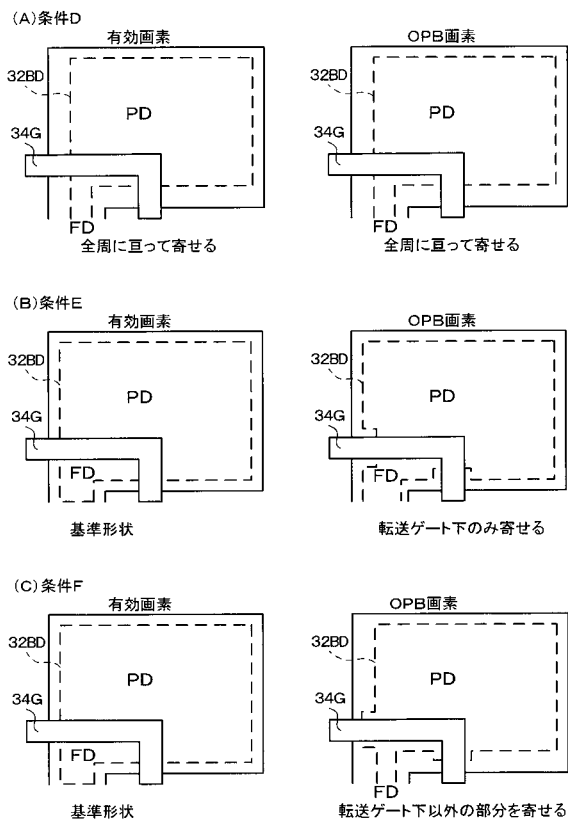 (A)条件D
有効画素
OPB画素
32BD
PD
34G
FD
全周に亘って寄せる
32BD
PD
34G
FD
全周に亘って寄せる
(B)条件E
有効画素
OPB画素
32BD
PD
34G
FD
基準形状
32BD
PD
34G
FD
転送ゲート下のみ寄せる
(C)条件F
有効画素
OPB画素
32BD
PD
34G
FD
基準形状
32BD
PD
34G
FD
転送ゲート下以外の部分を寄せる